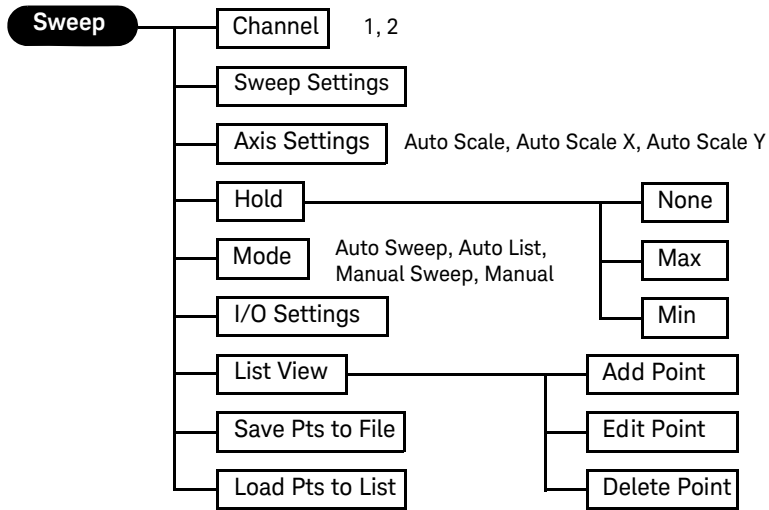 Sweep
Channel
1, 2
Sweep Settings
Axis Settings
Auto Scale, Auto Scale X, Auto Scale Y
Hold
None
Max
Min
Mode
Auto Sweep, Auto List,
Manual Sweep, Manual
I/O Settings
List View
Add Point
Edit Point
Delete Point
Save Pts to File
Load Pts to List